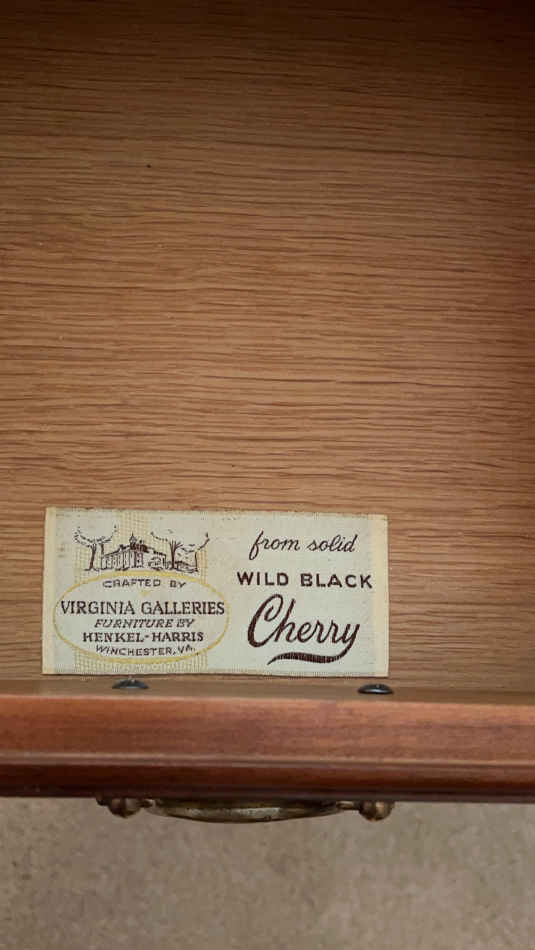 CRAFTED BY
VIRGINIA GALLERIES
FURNITURE BY
HENKEL-HARRIS
WINCHESTER, VA.
from solid
WILD BLACK
Cherry